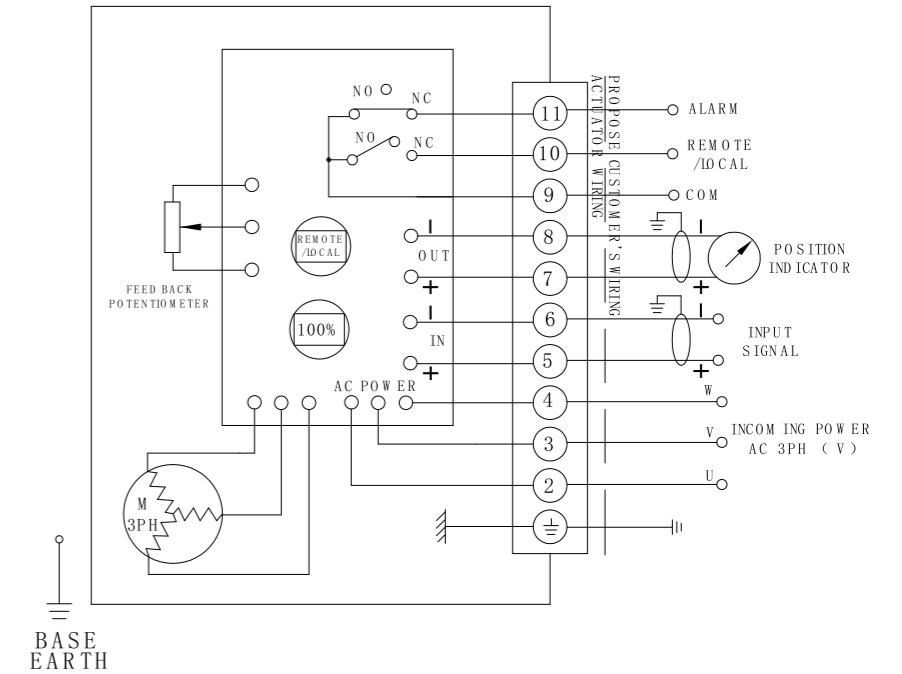 NO
NC
11
ALARM
NO
NC
10
REMOTE
/LOCAL
9
COM
PROPOSE CUSTOMER'S WIRING
ACTUATOR WIRING
REMOTE
/LOCAL
OUT
8
7
+
+
POSITION
INDICATOR
FEED BACK
POTENTIOMETER
100%
IN
6
5
+
+
INPUT
SIGNAL
AC POWER
4
W
3
V
INCOMING POWER
AC 3PH ( V )
2
U
M
3PH
BASE
EARTH